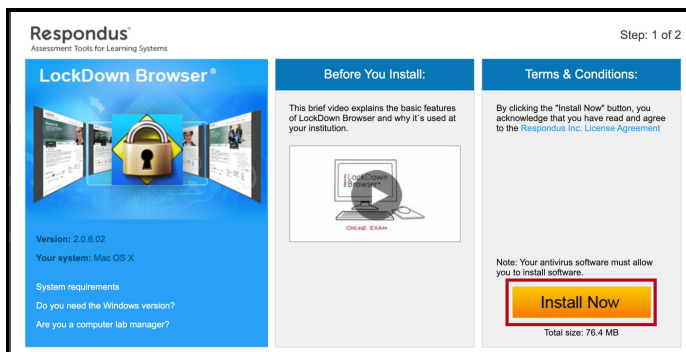 Respondus®
Assessment Tools for Learning Systems
Step: 1 of 2
LockDown Browser®
Version: 2.0.6.02
Your system: Mac OS X
System requirements
Do you need the Windows version?
Are you a computer lab manager?
Before You Install:
This brief video explains the basic features
of LockDown Browser and why it`s used at
your institution.
LockDown
Browser®
ONLINE EXAM
Terms & Conditions:
By clicking the "Install Now" button, you
acknowledge that you have read and agree
to the Respondus Inc. License Agreement
Note: Your antivirus software must allow
you to install software.
Install Now
Total size: 76.4 MB